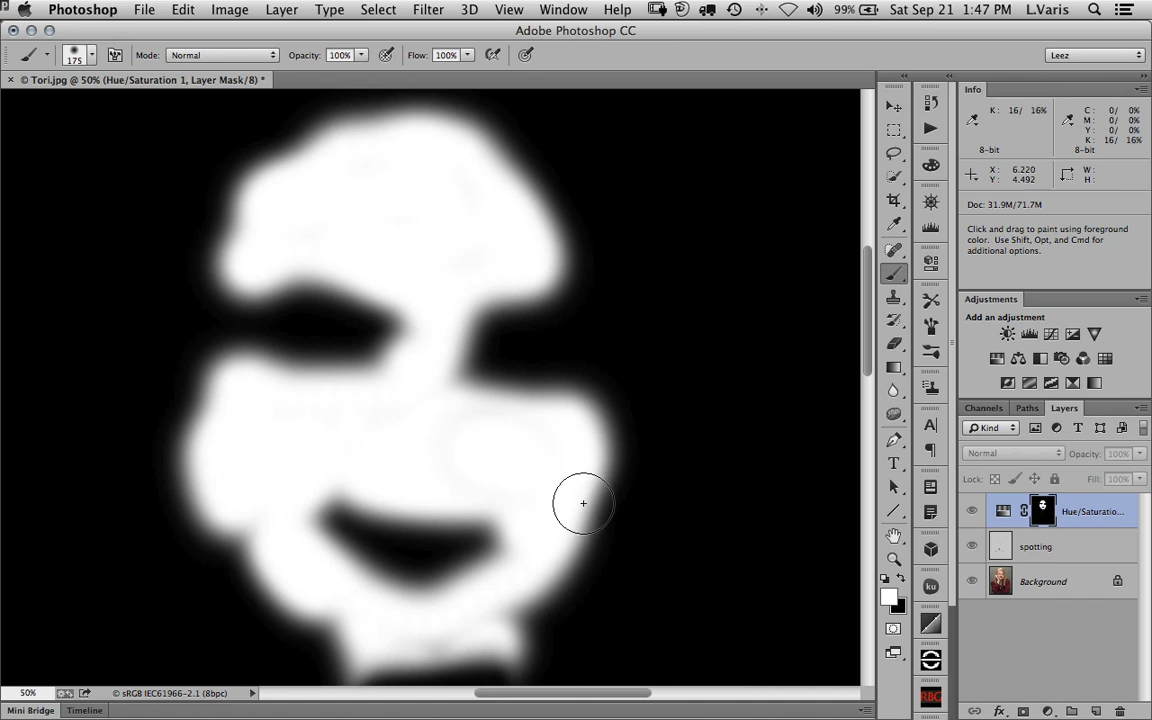 Photoshop File Edit Image Layer Type Select Filter 3D View Window Help 99% Sat Sep 21 1:47 PM L.Varis
Adobe Photoshop CC
175 Mode: Normal Opacity: 100% Flow: 100% Leez
× © Tori.jpg @ 50% (Hue/Saturation 1, Layer Mask/8) *
Info
K: 16/ 16%
8-bit
C: 0/ 0%
M: 0/ 0%
Y: 0/ 0%
K: 16/ 16%
8-bit
X: 6.220
Y: 4.492
W:
H:
Doc: 31.9M/71.7M
Click and drag to paint using foreground
color. Use Shift, Opt, and Cmd for
additional options.
Adjustments
Add an adjustment
Channels Paths Layers
Kind
Normal Opacity: 100%
Lock: Fill: 100%
Hue/Saturatio...
spotting
Background
ku
RBG
50% © sRGB IEC61966-2.1 (8bpc)
Mini Bridge Timeline